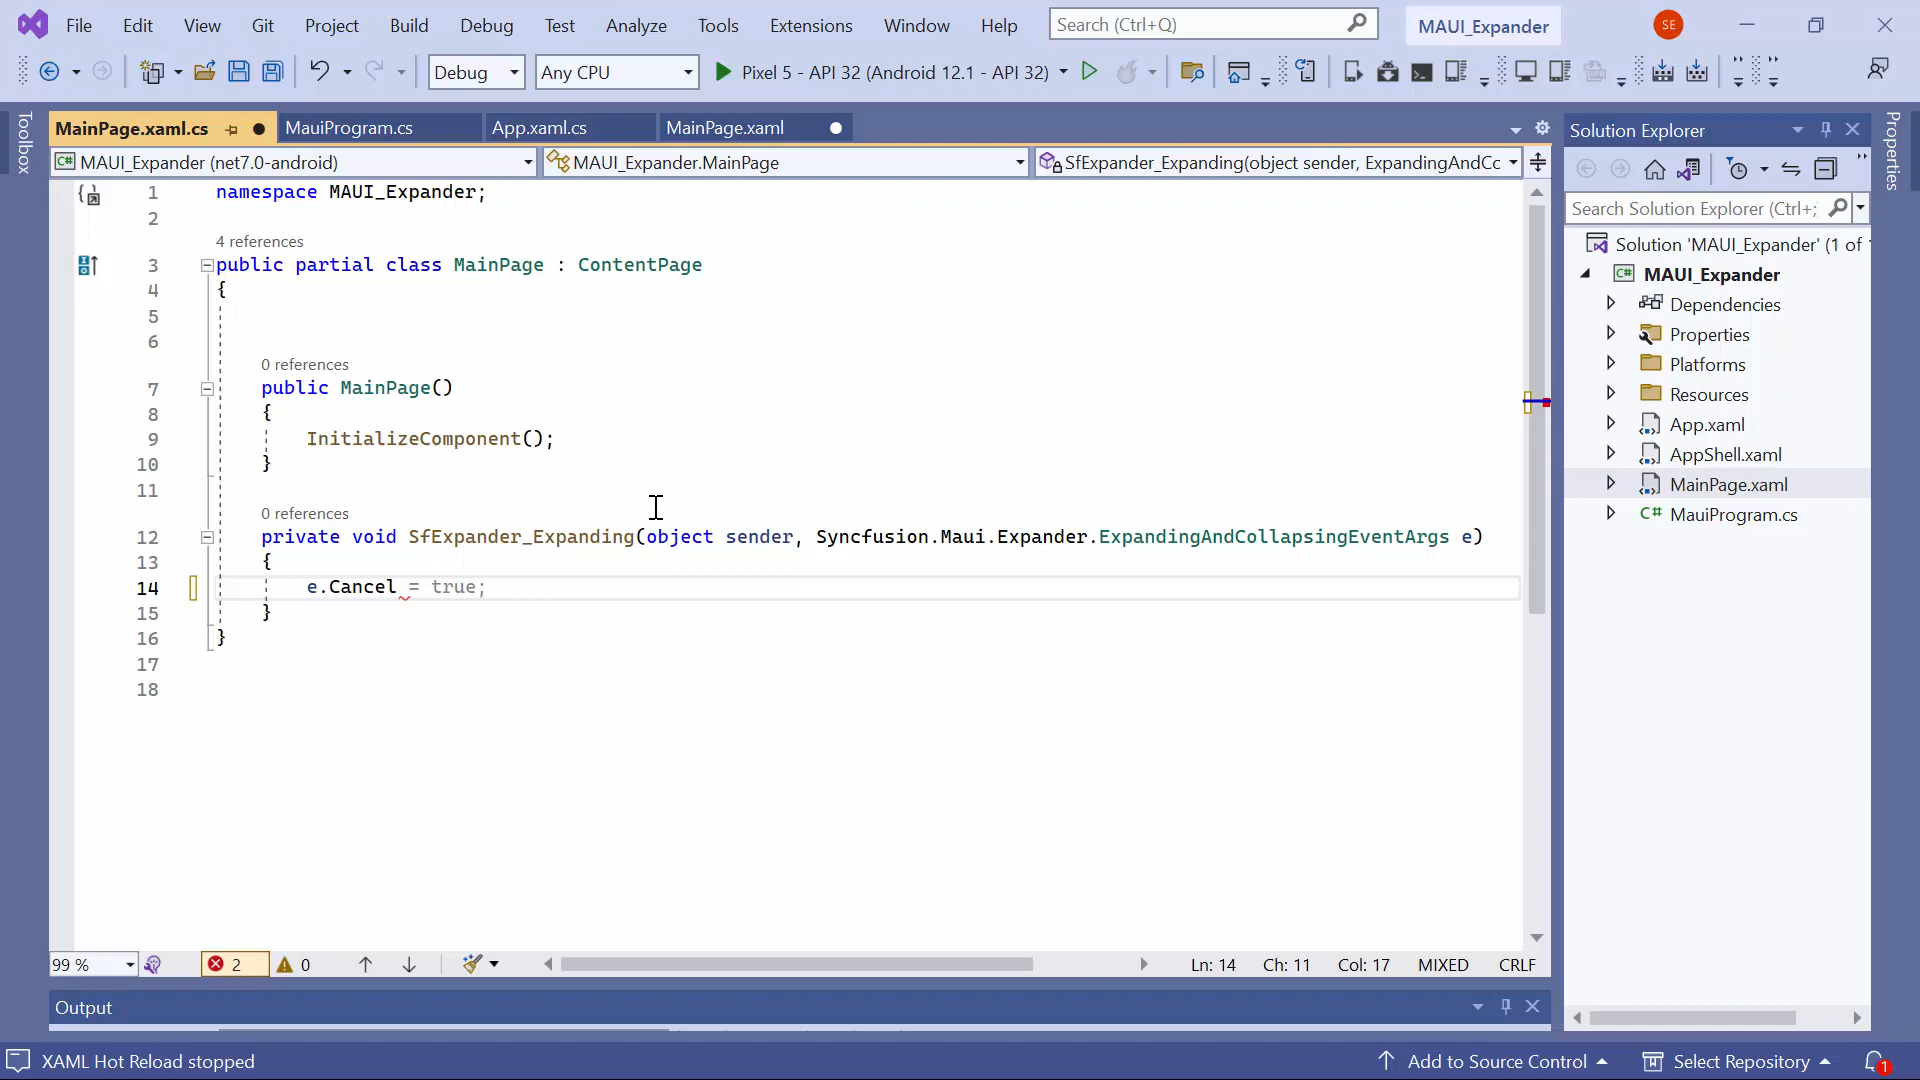 File Edit View Git Project Build Debug Test Analyze Tools Extensions Window Help Search (Ctrl+Q) MAUI_Expander SE
Debug Any CPU Pixel 5 - API 32 (Android 12.1 - API 32)
Toolbox
MainPage.xaml.cs MauiProgram.cs App.xaml.cs MainPage.xaml
MAUI_Expander (net7.0-android) MAUI_Expander.MainPage SfExpander_Expanding(object sender, ExpandingAndCc
1 namespace MAUI_Expander;
2
4 references
3 public partial class MainPage : ContentPage
4 {
5
6
0 references
7 public MainPage()
8 {
9 InitializeComponent();
10 }
11
0 references
12 private void SfExpander_Expanding(object sender, Syncfusion.Maui.Expander.ExpandingAndCollapsingEventArgs e)
13 {
14 e.Cancel = true;
15 }
16 }
17
18
99 % 2 0 Ln: 14 Ch: 11 Col: 17 MIXED CRLF
Output
Solution Explorer
Search Solution Explorer (Ctrl+;
Solution 'MAUI_Expander' (1 of
MAUI_Expander
Dependencies
Properties
Platforms
Resources
App.xaml
AppShell.xaml
MainPage.xaml
MauiProgram.cs
Properties
XAML Hot Reload stopped Add to Source Control Select Repository 1